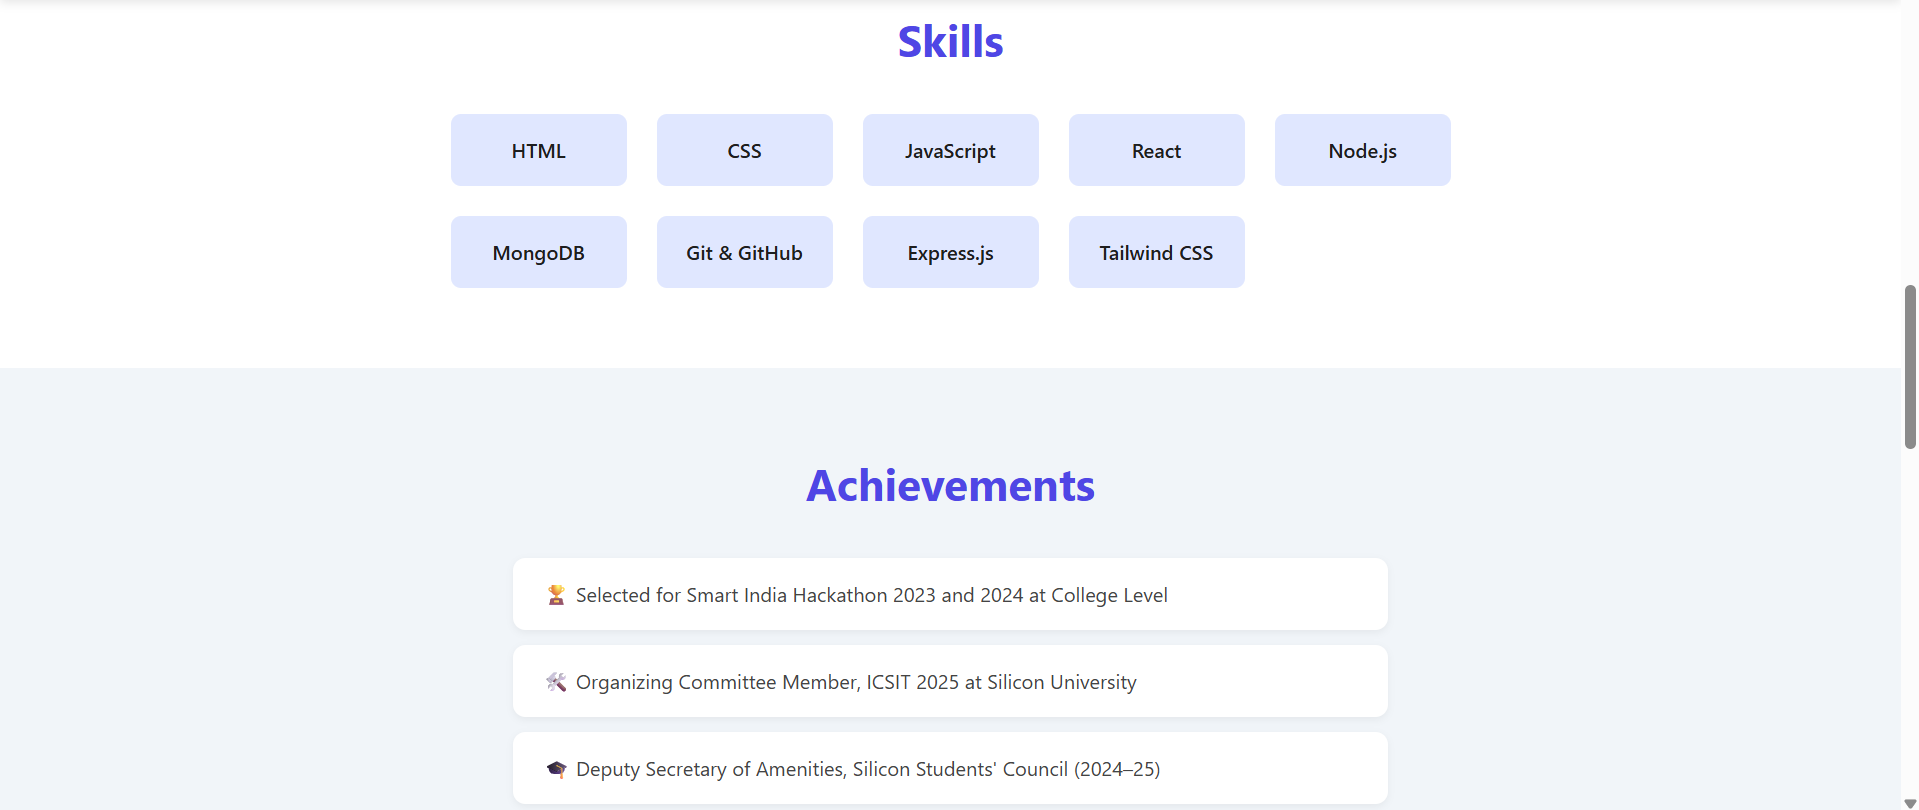 Skills
HTML CSS JavaScript React Node.js
MongoDB Git & GitHub Express.js Tailwind CSS
Achievements
🏆 Selected for Smart India Hackathon 2023 and 2024 at College Level
🛠 Organizing Committee Member, ICSIT 2025 at Silicon University
🎓 Deputy Secretary of Amenities, Silicon Students' Council (2024–25)